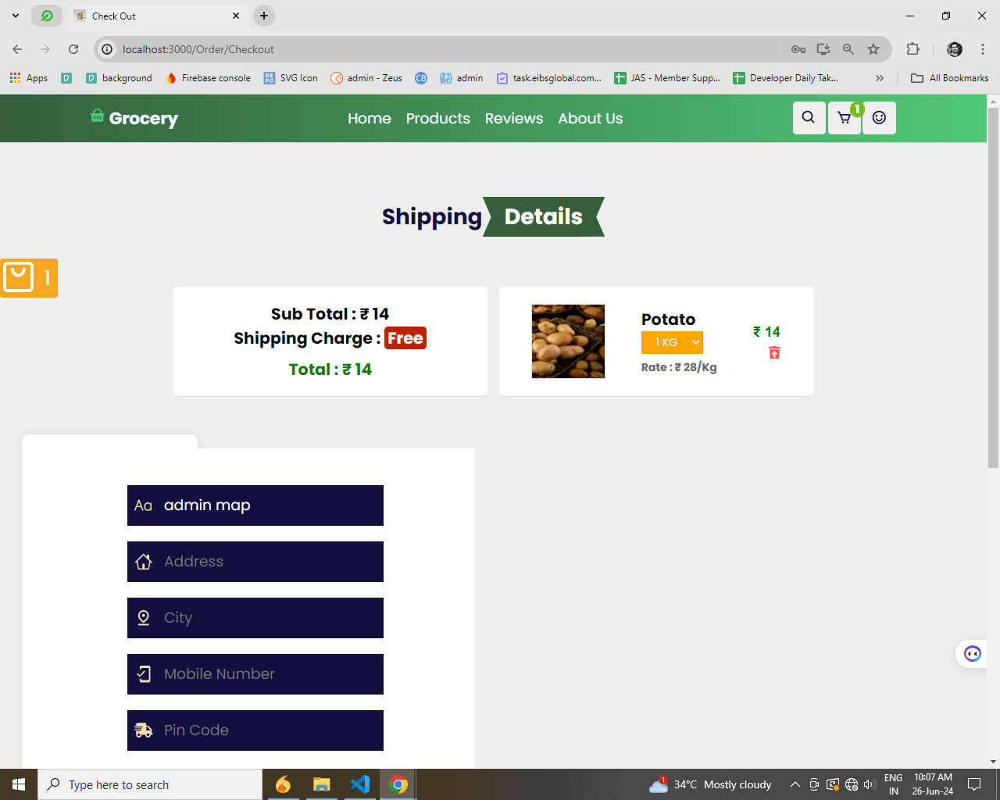 Check Out
localhost:3000/Order/Checkout
Apps
background
Firebase console
SVG Icon
admin - Zeus
CB
admin
task.eibsglobal.com...
JAS - Member Supp...
Developer Daily Tak...
All Bookmarks
Grocery
Home
Products
Reviews
About Us
1
Shipping Details
1
Sub Total : ₹ 14
Shipping Charge : Free
Total : ₹ 14
Potato
1 KG
Rate : ₹ 28/Kg
₹ 14
Aa admin map
Address
City
Mobile Number
Pin Code
Type here to search
1
34°C Mostly cloudy
ENG
IN
10:07 AM
26-Jun-24